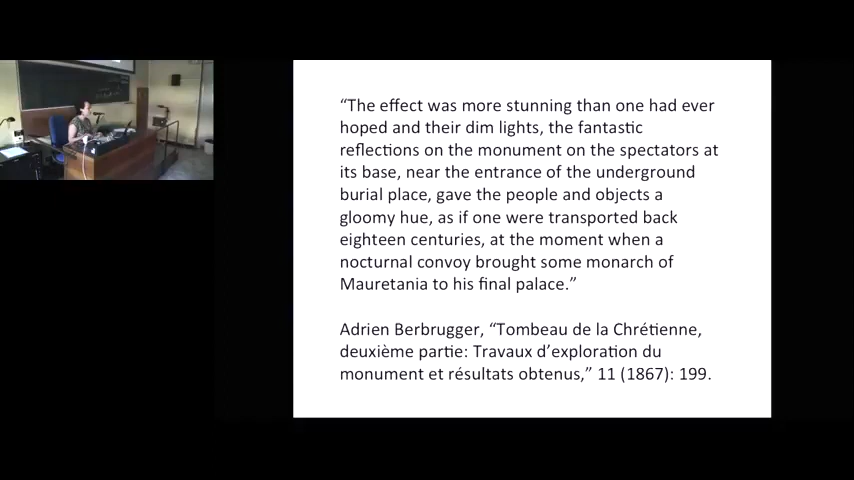 “The effect was more stunning than one had ever
hoped and their dim lights, the fantastic
reflections on the monument on the spectators at
its base, near the entrance of the underground
burial place, gave the people and objects a
gloomy hue, as if one were transported back
eighteen centuries, at the moment when a
nocturnal convoy brought some monarch of
Mauretania to his final palace.”
Adrien Berbrugger, “Tombeau de la Chrétienne,
deuxième partie: Travaux d’exploration du
monument et résultats obtenus,” 11 (1867): 199.